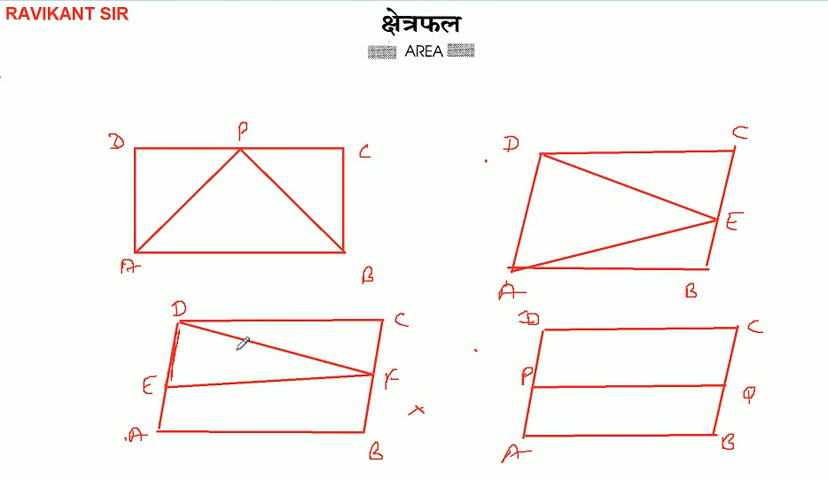 RAVIKANT SIR
क्षेत्रफल
AREA
D P C
A B
D C
E
A B
D C
E F
A B
D C
P Q
A B